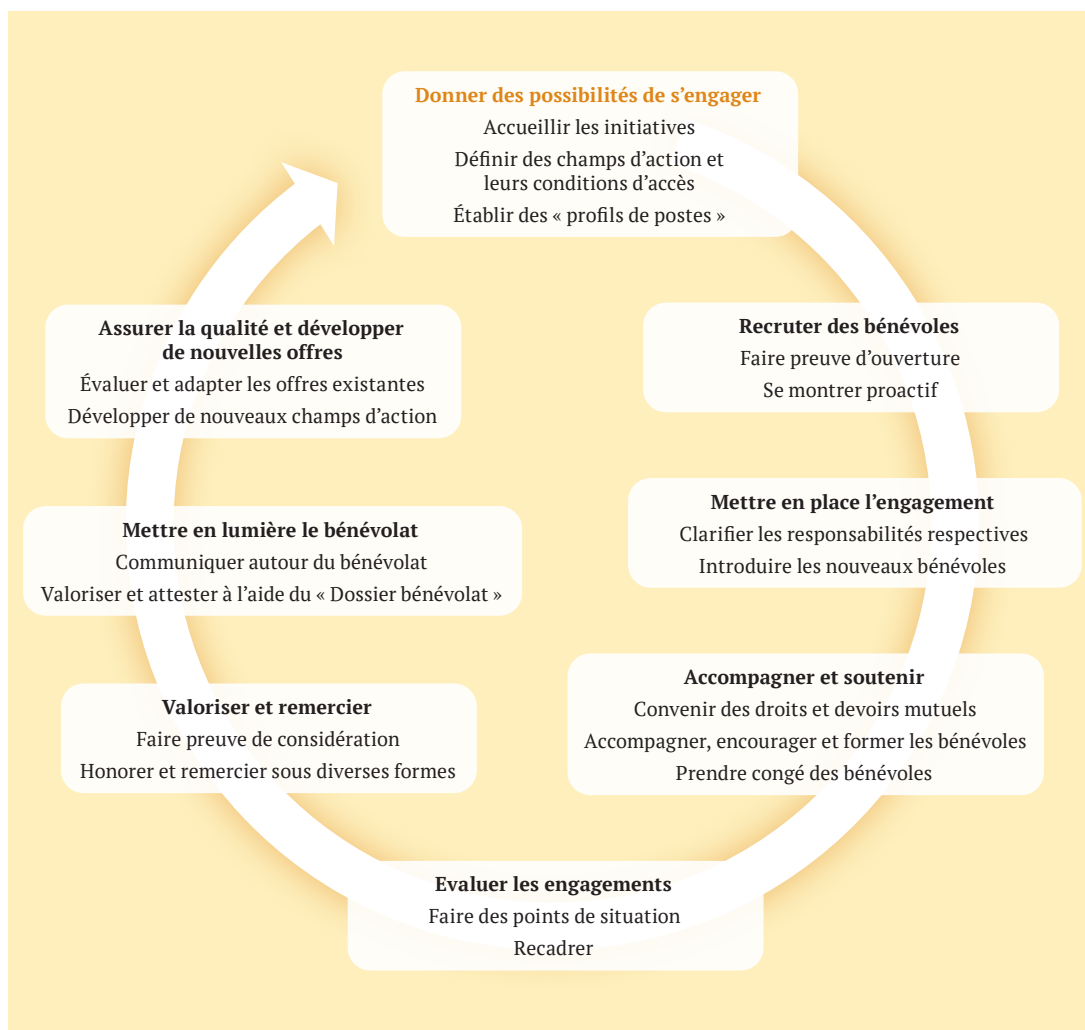 Donner des possibilités de s’engager
Accueillir les initiatives
Définir des champs d’action et
leurs conditions d’accès
Établir des « profils de postes »
Recruter des bénévoles
Faire preuve d’ouverture
Se montrer proactif
Mettre en place l’engagement
Clarifier les responsabilités respectives
Introduire les nouveaux bénévoles
Accompagner et soutenir
Convenir des droits et devoirs mutuels
Accompagner, encourager et former les bénévoles
Prendre congé des bénévoles
Evaluer les engagements
Faire des points de situation
Recadrer
Valoriser et remercier
Faire preuve de considération
Honorer et remercier sous diverses formes
Mettre en lumière le bénévolat
Communiquer autour du bénévolat
Valoriser et attester à l’aide du « Dossier bénévolat »
Assurer la qualité et développer
de nouvelles offres
Évaluer et adapter les offres existantes
Développer de nouveaux champs d’action